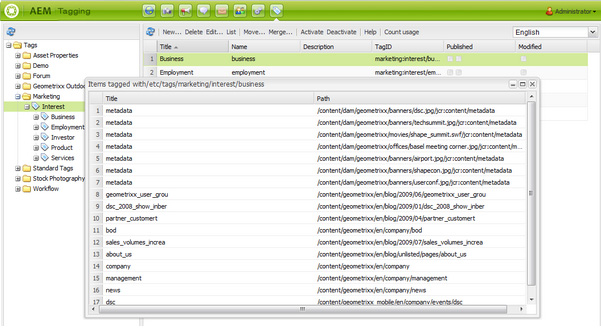 AEM Tagging
Administrator
New... Delete Edit... List Move... Merge... Activate Deactivate Help Count usage English
Tags
Asset Properties
Demo
Forum
Geometrixx Outdoo
Marketing
Interest
Business
Employment
Investor
Product
Services
Standard Tags
Stock Photography
Workflow
Title Name Description TagID Published Modified
1 Business business marketing:interest/bu...
2 Employment employment marketing:interest/em...
Items tagged with/etc/tags/marketing/interest/business
Title Path
1 metadata /content/dam/geometrixx/banners/dsc.jpg/jcr:content/metadata
2 metadata /content/dam/geometrixx/banners/techsummit.jpg/jcr:content/metadata
3 metadata /content/dam/geometrixx/movies/shape_summit.swf/jcr:content/metadata
4 metadata /content/dam/geometrixx/offices/basel meeting corner.jpg/jcr:content/m...
5 metadata /content/dam/geometrixx/banners/airport.jpg/jcr:content/metadata
6 metadata /content/dam/geometrixx/banners/shapecon.jpg/jcr:content/metadata
7 metadata /content/dam/geometrixx/banners/userconf.jpg/jcr:content/metadata
8 geometrixx_user_grou /content/geometrixx/en/blog/2009/06/geometrixx_user_grou
9 dsc_2008_show_inber /content/geometrixx/en/blog/2009/01/dsc_2008_show_inber
10 partner_customert /content/geometrixx/en/blog/2009/04/partner_customert
11 bod /content/geometrixx/en/company/bod
12 sales_volumes_increa /content/geometrixx/en/blog/2009/07/sales_volumes_increa
13 about_us /content/geometrixx/en/blog/unlisted/pages/about_us
14 company /content/geometrixx/en/company
15 management /content/geometrixx/en/company/management
16 news /content/geometrixx/en/company/news
17 dsc /content/geometrixx_mobile/en/company/events/dsc